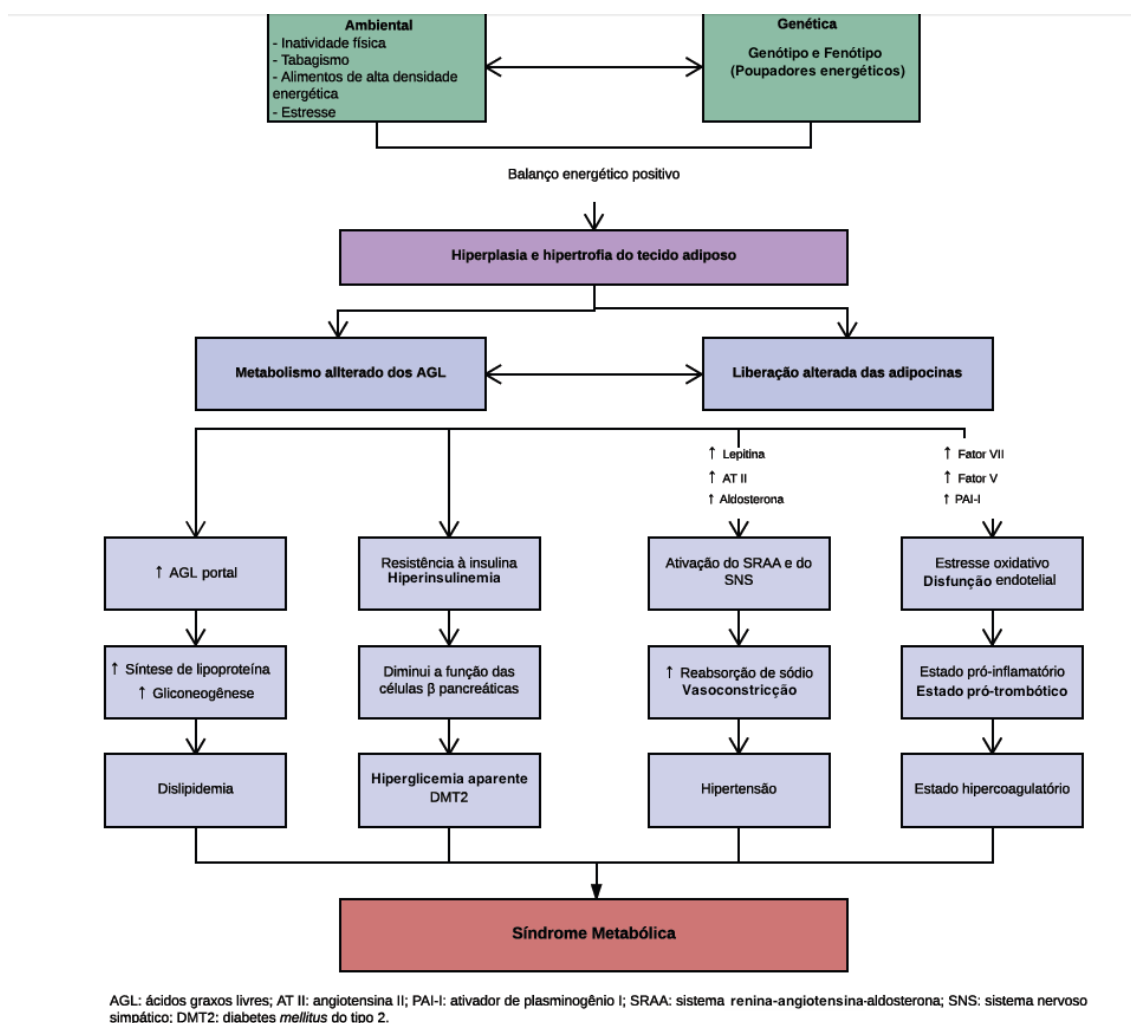 Ambiental
- Inatividade física
- Tabagismo
- Alimentos de alta densidade
energética
- Estresse
Genética
Genótipo e Fenótipo
(Poupadores energéticos)
Balanço energético positivo
Hiperplasia e hipertrofia do tecido adiposo
Metabolismo allterado dos AGL
Liberação alterada das adipocinas
↑ Lepitina
↑ AT II
↑ Aldosterona
↑ Fator VII
↑ Fator V
↑ PAI-I
↑ AGL portal
Resistência à insulina
Hiperinsulinemia
Ativação do SRAA e do
SNS
Estresse oxidativo
Disfunção endotelial
↑ Síntese de lipoproteína
↑ Gliconeogênese
Diminui a função das
células β pancreáticas
↑ Reabsorção de sódio
Vasoconstricção
Estado pró-inflamatório
Estado pró-trombótico
Dislipidemia
Hiperglicemia aparente
DMT2
Hipertensão
Estado hipercoagulatório
Síndrome Metabólica
AGL: ácidos graxos livres; AT II: angiotensina II; PAI-I: ativador de plasminogênio I; SRAA: sistema renina-angiotensina-aldosterona; SNS: sistema nervoso
simpático; DMT2: diabetes mellitus do tipo 2.